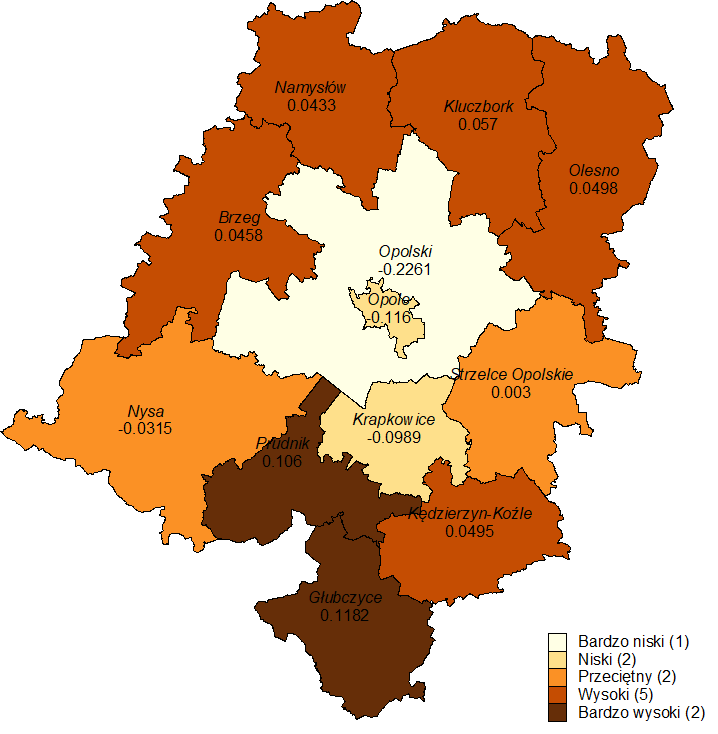 Namysłów
0.0433
Kluczbork
0.057
Olesno
0.0498
Brzeg
0.0458
Opolski
-0.2261
Opole
-0.116
Strzelce Opolskie
0.003
Nysa
-0.0315
Krapkowice
-0.0989
Prudnik
0.106
Kędzierzyn-Koźle
0.0495
Głubczyce
0.1182
Bardzo niski (1)
Niski (2)
Przeciętny (2)
Wysoki (5)
Bardzo wysoki (2)